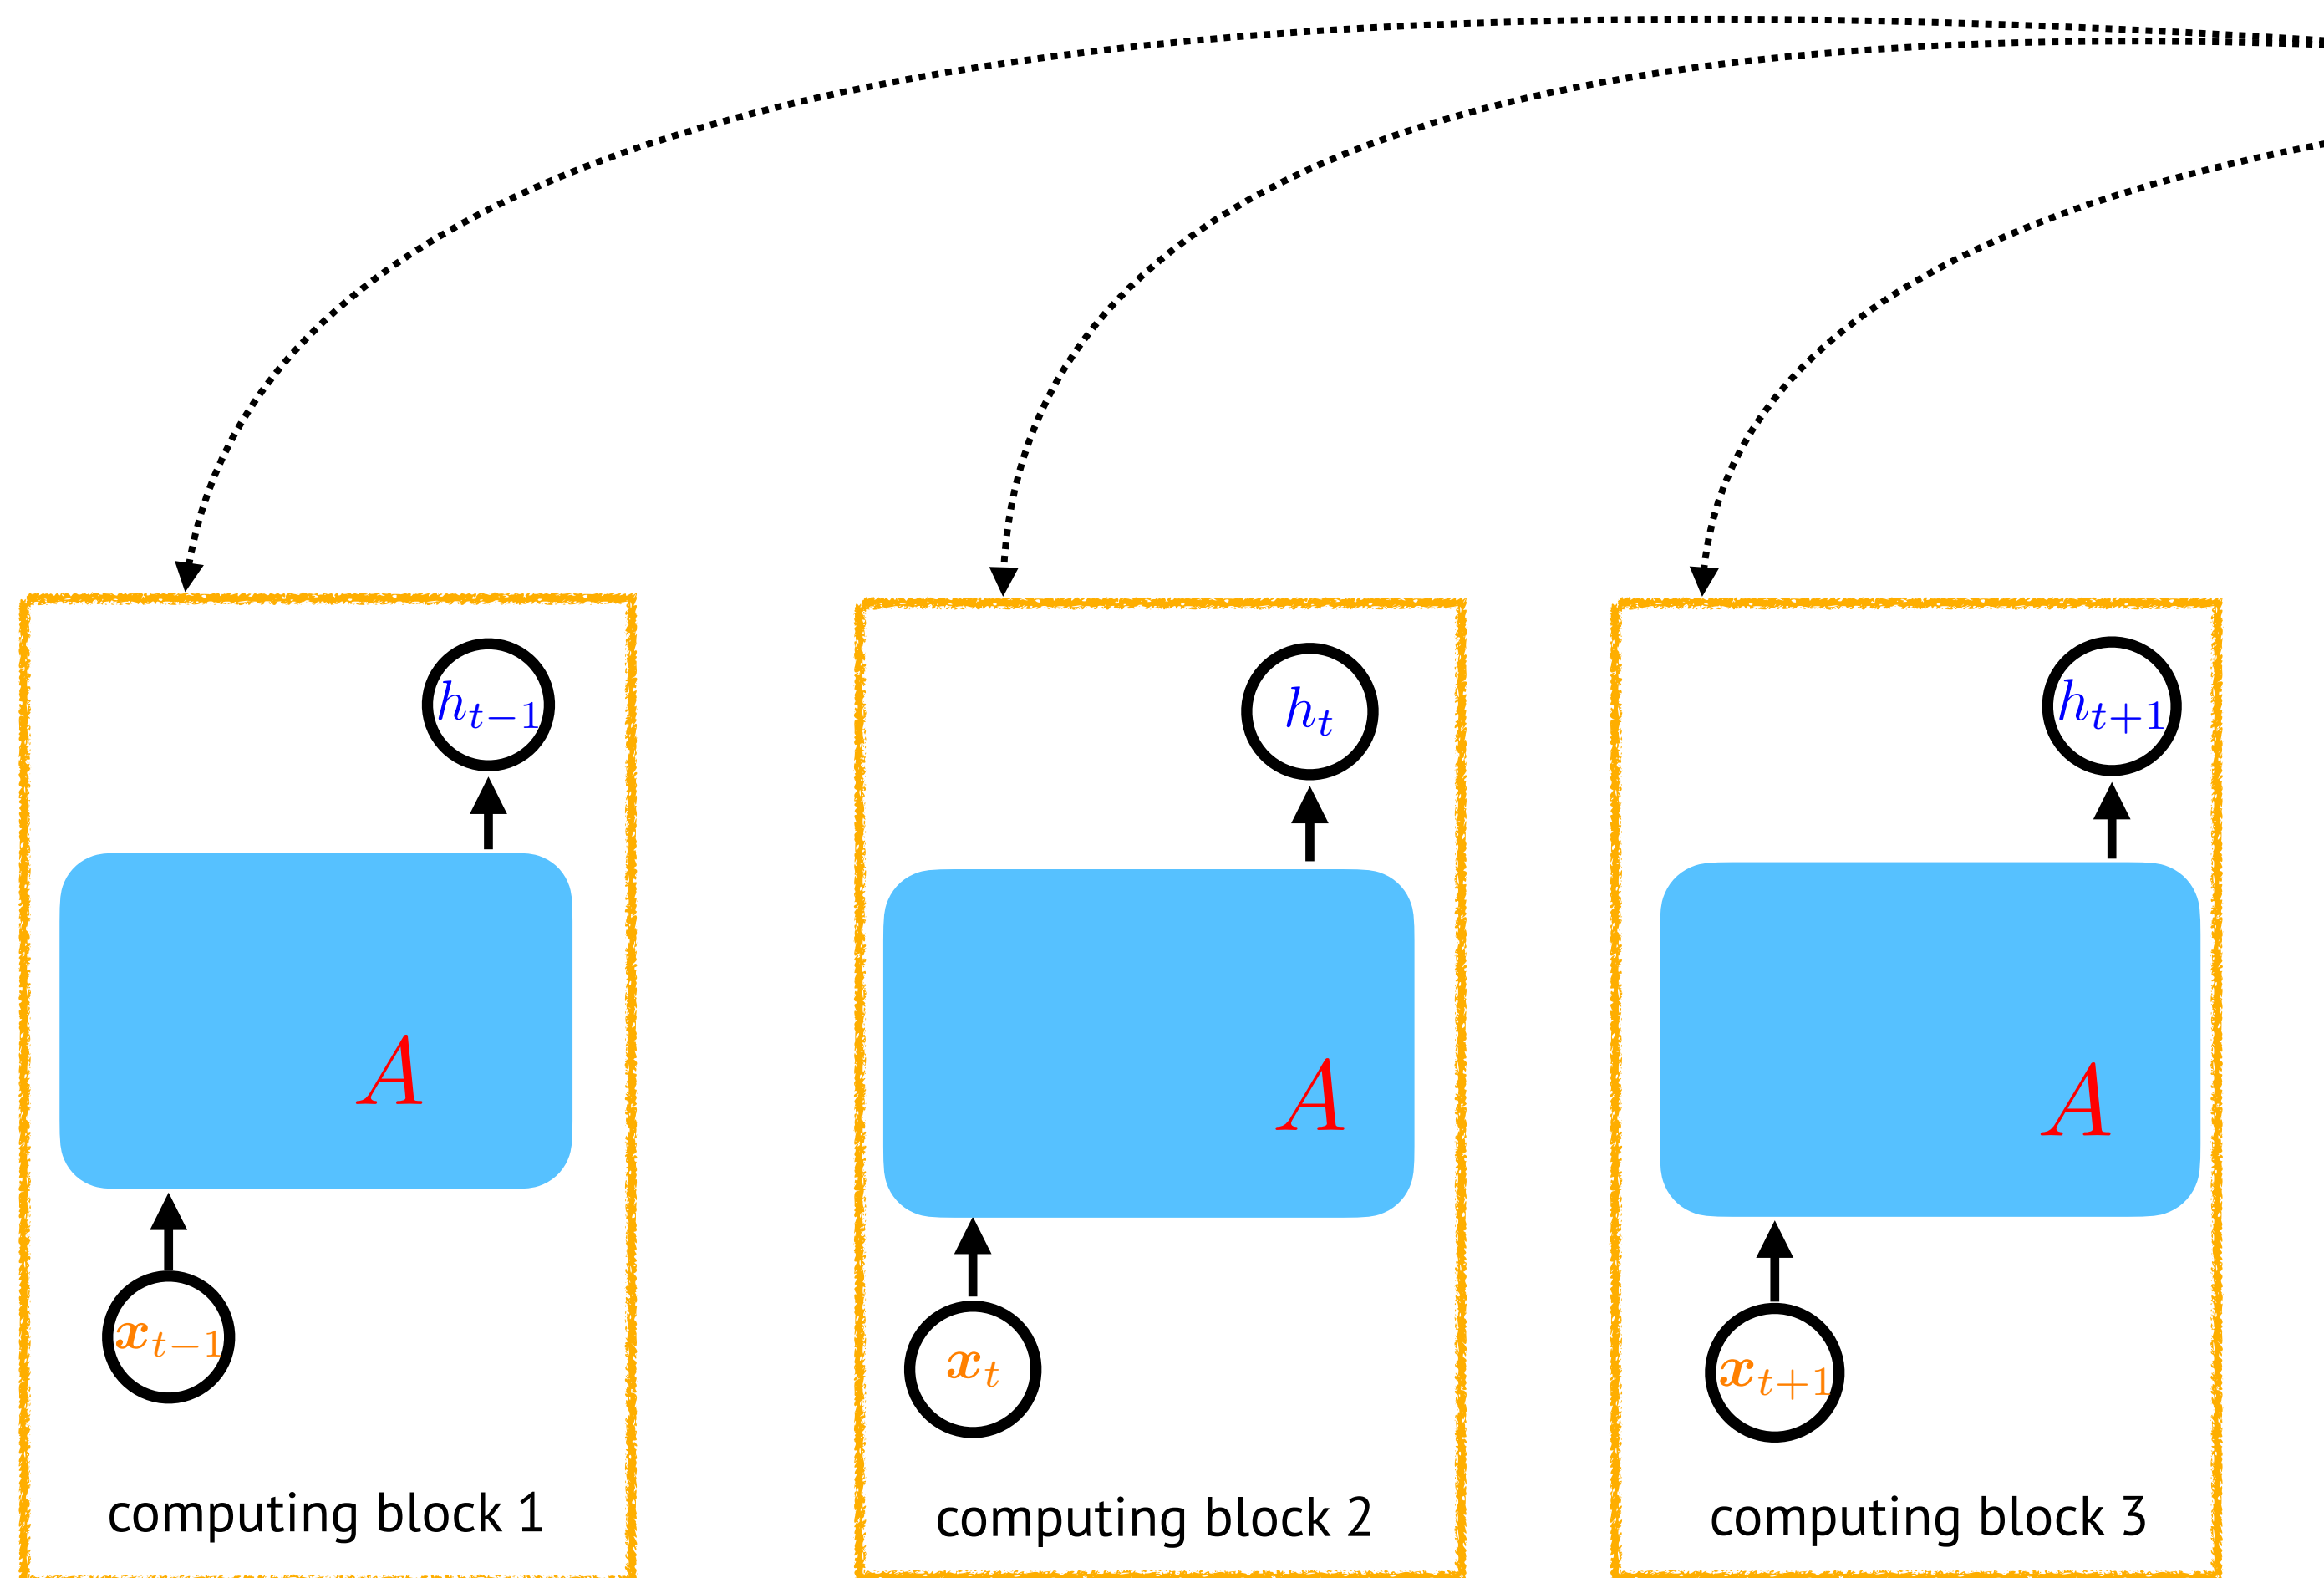 h_{t-1}
h_t
h_{t+1}
A
A
A
x_{t-1}
x_t
x_{t+1}
computing block 1
computing block 2
computing block 3